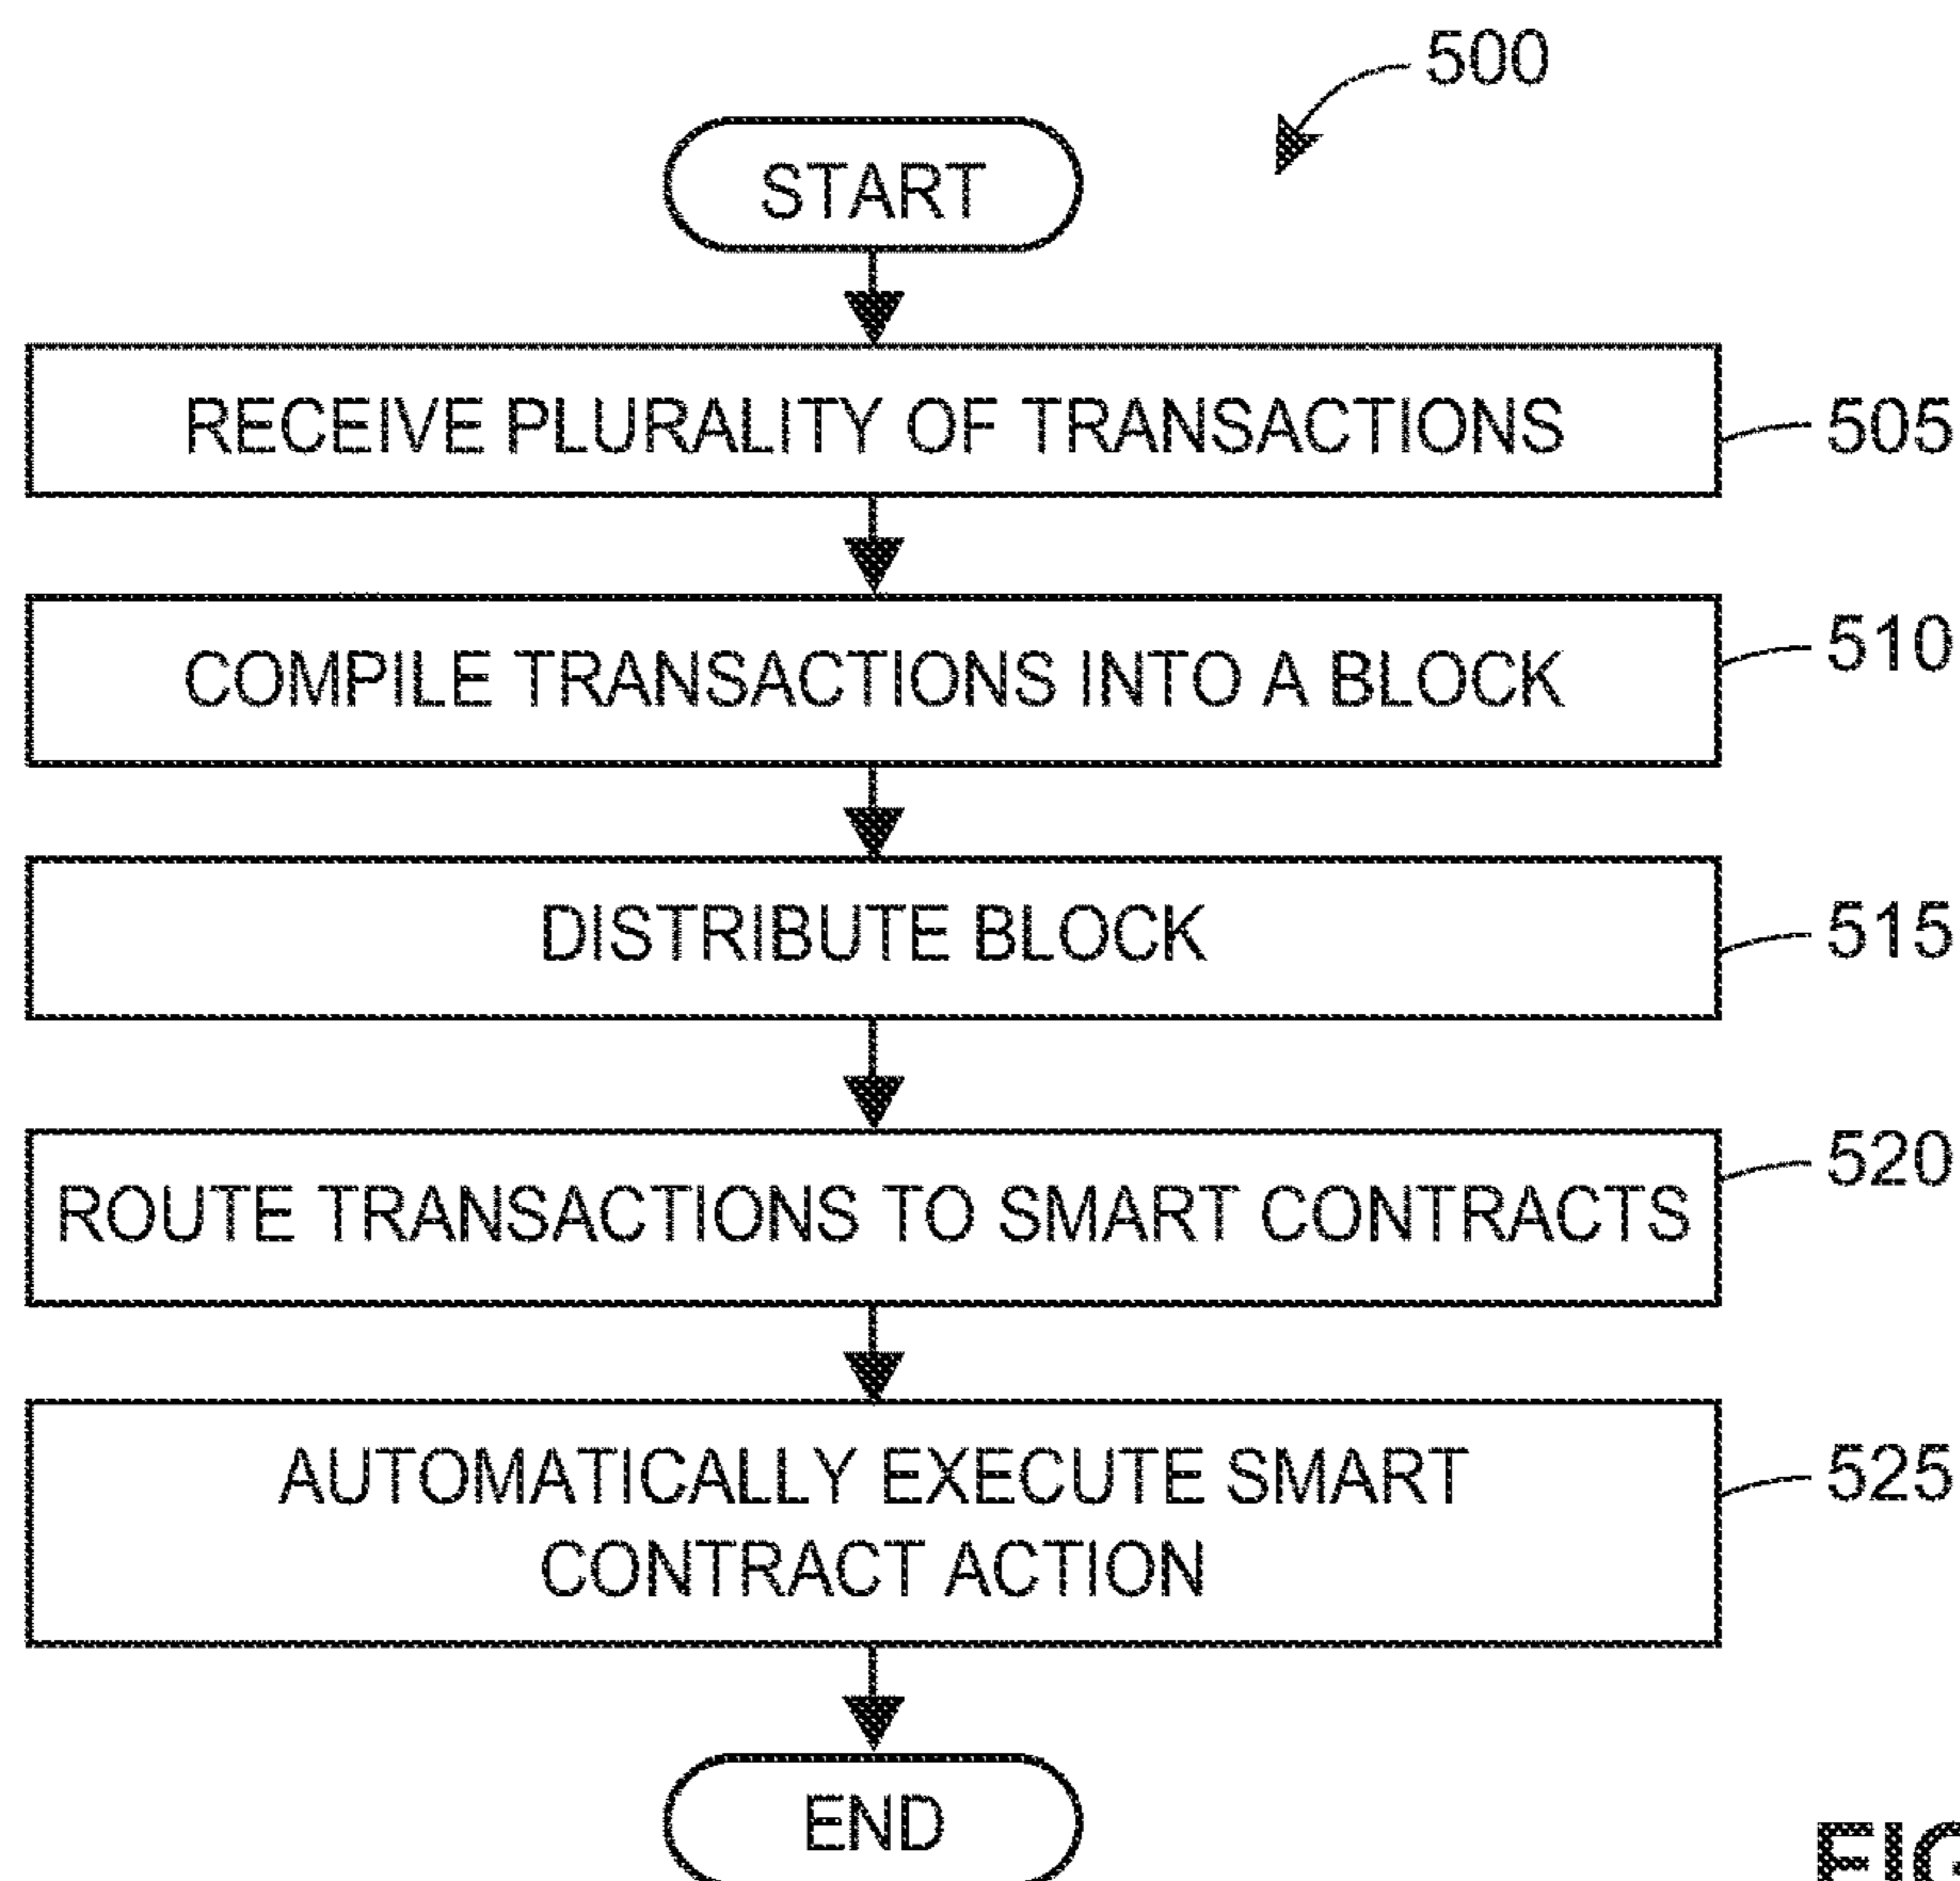 500
START
RECEIVE PLURALITY OF TRANSACTIONS
505
COMPILE TRANSACTIONS INTO A BLOCK
510
DISTRIBUTE BLOCK
515
ROUTE TRANSACTIONS TO SMART CONTRACTS
520
AUTOMATICALLY EXECUTE SMART
CONTRACT ACTION
525
END